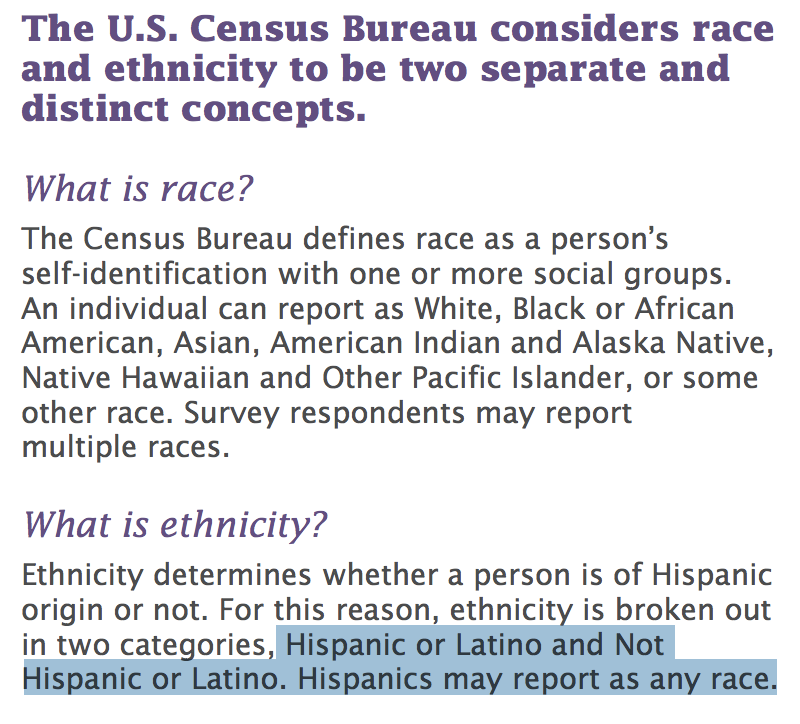 The U.S. Census Bureau considers race
and ethnicity to be two separate and
distinct concepts.
What is race?
The Census Bureau defines race as a person’s
self-identification with one or more social groups.
An individual can report as White, Black or African
American, Asian, American Indian and Alaska Native,
Native Hawaiian and Other Pacific Islander, or some
other race. Survey respondents may report
multiple races.
What is ethnicity?
Ethnicity determines whether a person is of Hispanic
origin or not. For this reason, ethnicity is broken out
in two categories, Hispanic or Latino and Not
Hispanic or Latino. Hispanics may report as any race.